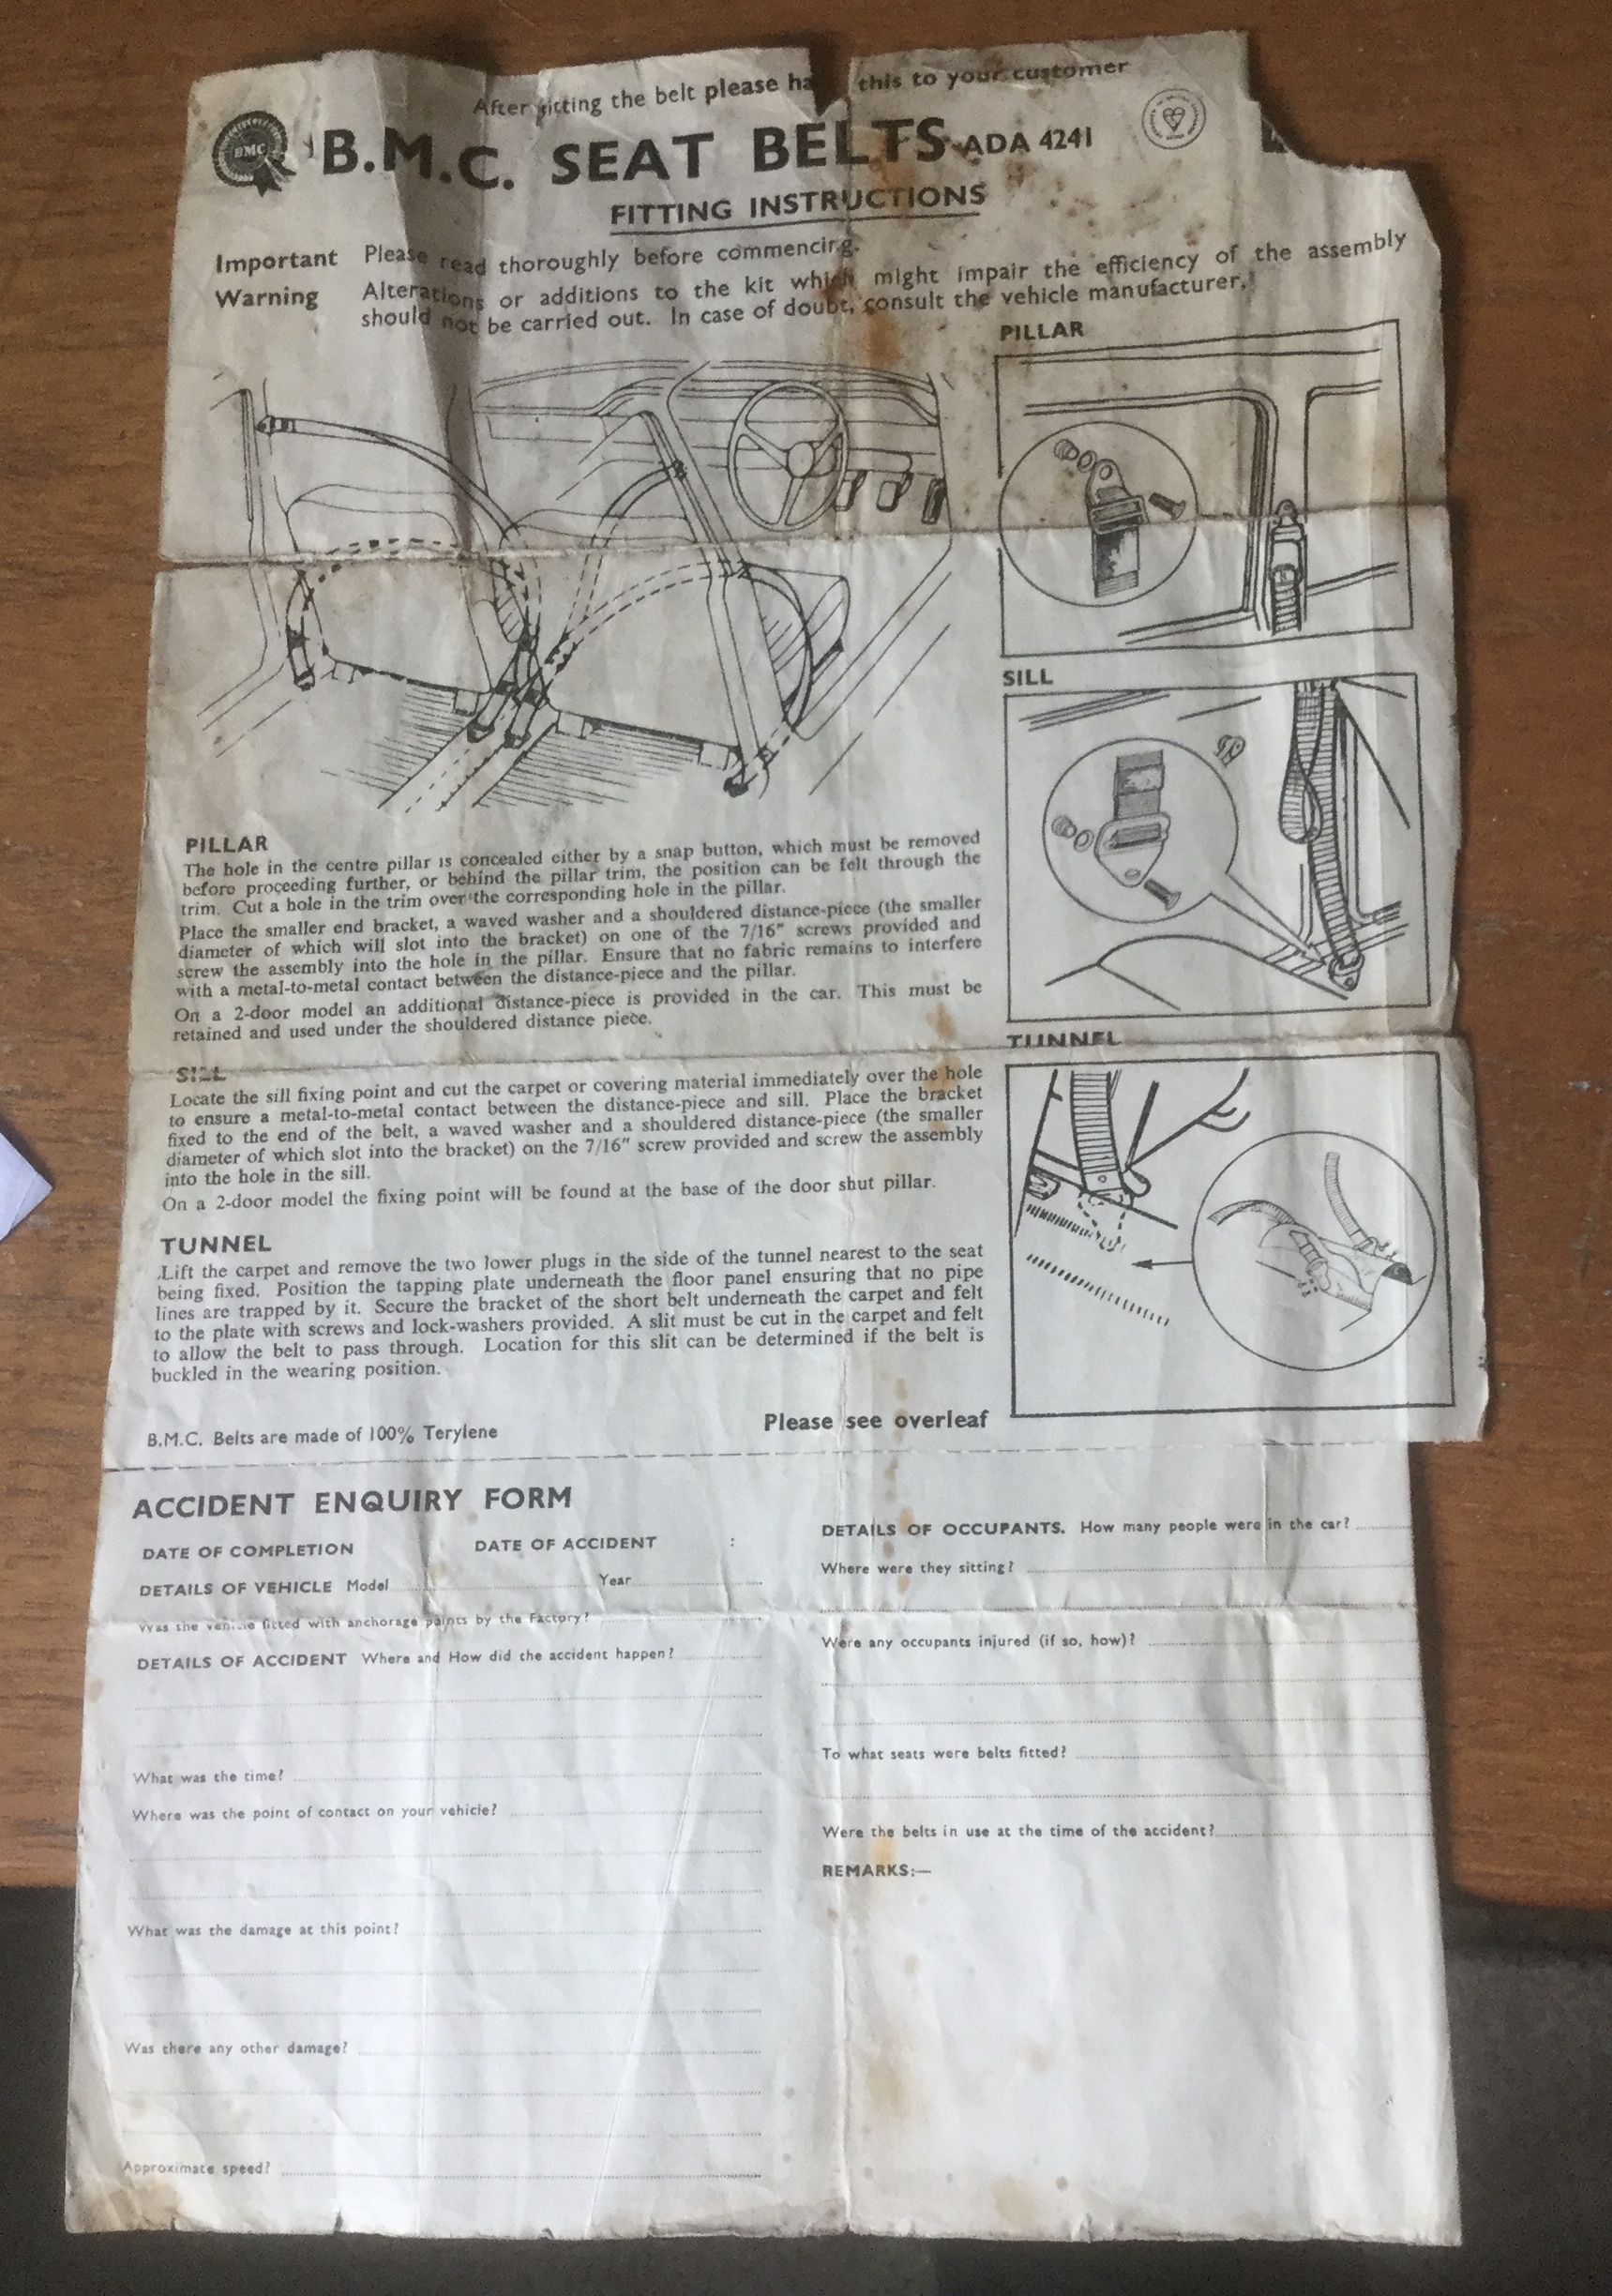 After fitting the belt please ha this to your customer
BMC
B.M.C. SEAT BELTS ADA 4241
FITTING INSTRUCTIONS
Important Please read thoroughly before commencing.
Warning Alterations or additions to the kit which might impair the efficiency of the assembly
should not be carried out. In case of doubt, consult the vehicle manufacturer.
PILLAR
SILL
TUNNEL
PILLAR
The hole in the centre pillar is concealed either by a snap button, which must be removed
before proceeding further, or behind the pillar trim, the position can be felt through the
trim. Cut a hole in the trim over the corresponding hole in the pillar.
Place the smaller end bracket, a waved washer and a shouldered distance-piece (the smaller
diameter of which will slot into the bracket) on one of the 7/16″ screws provided and
screw the assembly into the hole in the pillar. Ensure that no fabric remains to interfere
with a metal-to-metal contact between the distance-piece and the pillar.
On a 2-door model an additional distance-piece is provided in the car. This must be
retained and used under the shouldered distance piece.
SILL
Locate the sill fixing point and cut the carpet or covering material immediately over the hole
to ensure a metal-to-metal contact between the distance-piece and sill. Place the bracket
fixed to the end of the belt, a waved washer and a shouldered distance-piece (the smaller
diameter of which slot into the bracket) on the 7/16″ screw provided and screw the assembly
into the hole in the sill.
On a 2-door model the fixing point will be found at the base of the door shut pillar.
TUNNEL
Lift the carpet and remove the two lower plugs in the side of the tunnel nearest to the seat
being fixed. Position the tapping plate underneath the floor panel ensuring that no pipe
lines are trapped by it. Secure the bracket of the short belt underneath the carpet and felt
to the plate with screws and lock-washers provided. A slit must be cut in the carpet and felt
to allow the belt to pass through. Location for this slit can be determined if the belt is
buckled in the wearing position.
Please see overleaf
B.M.C. Belts are made of 100% Terylene
ACCIDENT ENQUIRY FORM
DATE OF COMPLETION DATE OF ACCIDENT :
DETAILS OF VEHICLE Model Year
Was the vehicle fitted with anchorage points by the Factory?
DETAILS OF ACCIDENT Where and How did the accident happen?
What was the time?
Where was the point of contact on your vehicle?
What was the damage at this point?
Was there any other damage?
Approximate speed?
DETAILS OF OCCUPANTS. How many people were in the car?
Where were they sitting?
Were any occupants injured (if so, how)?
To what seats were belts fitted?
Were the belts in use at the time of the accident?
REMARKS:—